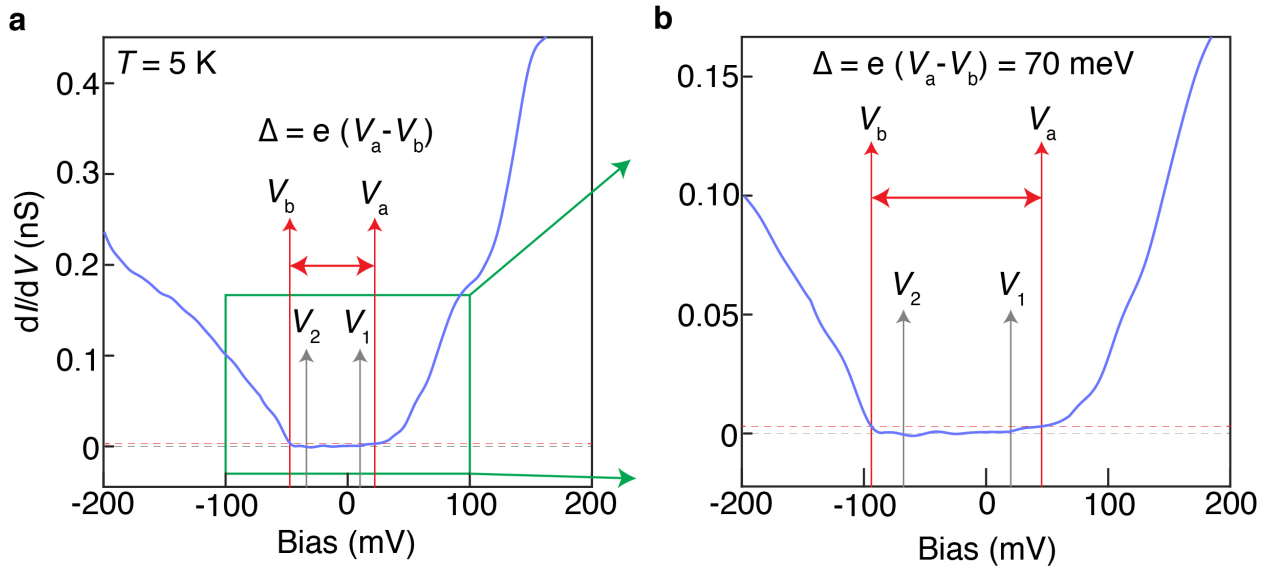 a
T = 5 K
Δ = e (Va-Vb)
Vb
Va
V2
V1
0.4
0.3
0.2
0.1
0
dI/dV (nS)
-200
-100
0
100
200
Bias (mV)
b
Δ = e (Va-Vb) = 70 meV
Vb
Va
V2
V1
0.15
0.10
0.05
0
-200
-100
0
100
200
Bias (mV)